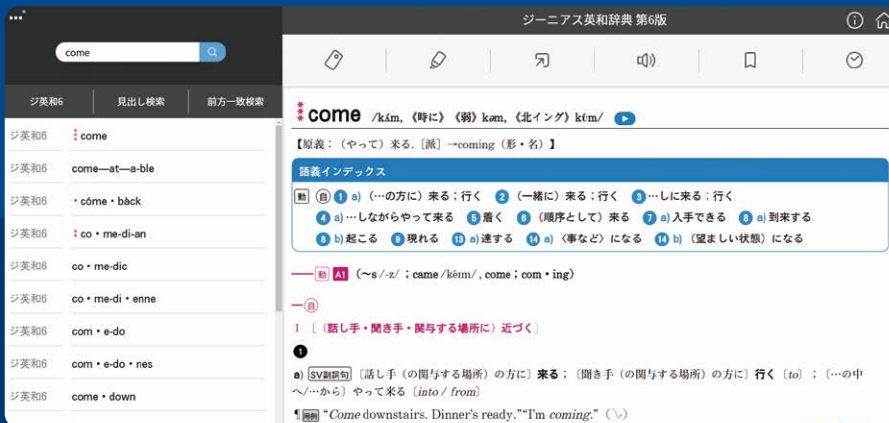 ジーニアス英和辞典 第6版
come
ジ英和6 見出し検索 前方一致検索
ジ英和6 come
ジ英和6 come—at—a-ble
ジ英和6 ・cóme・bàck
ジ英和6 co・me-di-an
ジ英和6 co・me-dic
ジ英和6 co・me-di・enne
ジ英和6 com・e-do
ジ英和6 com・e-do・nes
ジ英和6 come・down
come /kʌ́m, 《時に》《弱》kəm, 《北イング》kʊ́m/
【原義：（やって）来る.［派］→coming（形・名）】
語義インデックス
動 自 1 a)（…の方に）来る；行く 2（一緒に）来る；行く 3 …しに来る；行く
4 a)…しながらやって来る 5 着く 6（順序として）来る 7 a)入手できる 8 a)到来する
8 b)起こる 9 現れる 13 a)達する 14 a)〈事など〉になる 14 b)（望ましい状態）になる
— 動 A1（～s /-z/；came /kéɪm/, come；com・ing）
—自
I［（話し手・聞き手・関与する場所に）近づく］
1
a) SV副詞句〔話し手（の関与する場所）の方に〕来る；〔聞き手（の関与する場所）の方に〕行く〔to〕；〔…の中
へ/…から〕やって来る〔into / from〕
¶用例 “Come downstairs. Dinner’s ready.”“I’m coming.”（↘）